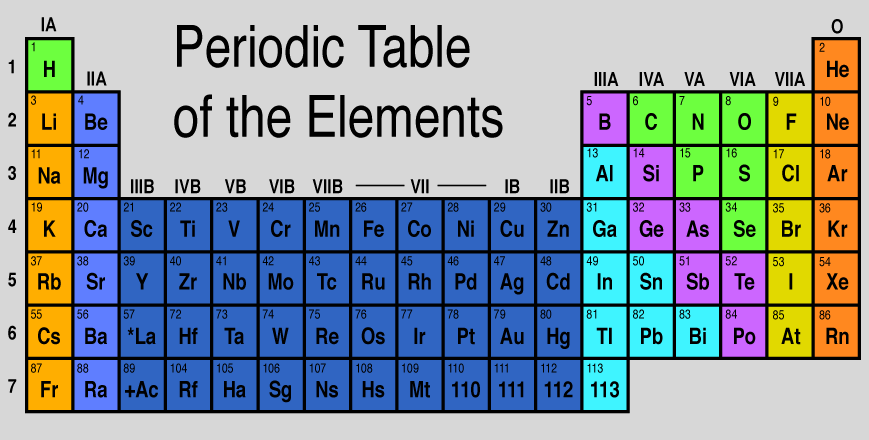 IA O
1 H 2 He
Periodic Table
IIA IIIA IVA VA VIA VIIA
2 3 Li 4 Be 5 B 6 C 7 N 8 O 9 F 10 Ne
of the Elements
3 11 Na 12 Mg 13 Al 14 Si 15 P 16 S 17 Cl 18 Ar
IIIB IVB VB VIB VIIB VII IB IIB
4 19 K 20 Ca 21 Sc 22 Ti 23 V 24 Cr 25 Mn 26 Fe 27 Co 28 Ni 29 Cu 30 Zn 31 Ga 32 Ge 33 As 34 Se 35 Br 36 Kr
5 37 Rb 38 Sr 39 Y 40 Zr 41 Nb 42 Mo 43 Tc 44 Ru 45 Rh 46 Pd 47 Ag 48 Cd 49 In 50 Sn 51 Sb 52 Te 53 I 54 Xe
6 55 Cs 56 Ba 57 *La 72 Hf 73 Ta 74 W 75 Re 76 Os 77 Ir 78 Pt 79 Au 80 Hg 81 Tl 82 Pb 83 Bi 84 Po 85 At 86 Rn
7 87 Fr 88 Ra 89 +Ac 104 Rf 105 Ha 106 Sg 107 Ns 108 Hs 109 Mt 110 110 111 111 112 112 113 113